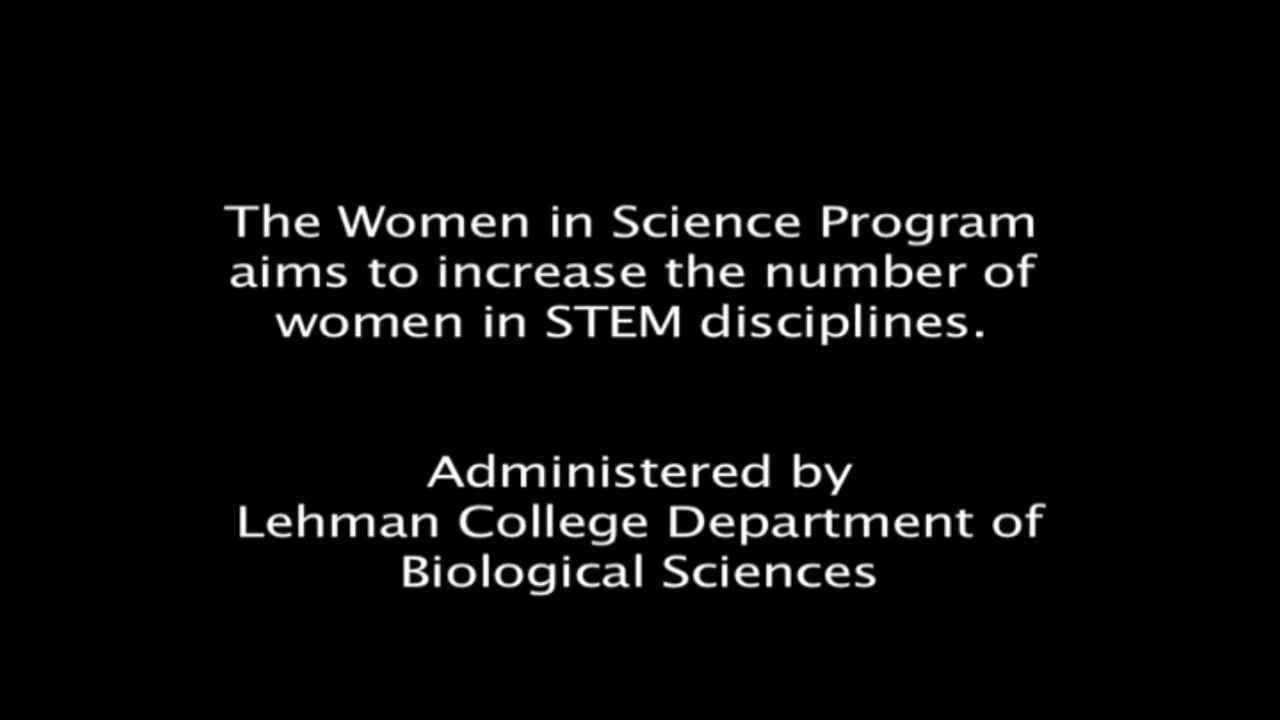 The Women in Science Program
aims to increase the number of
women in STEM disciplines.
Administered by
Lehman College Department of
Biological Sciences